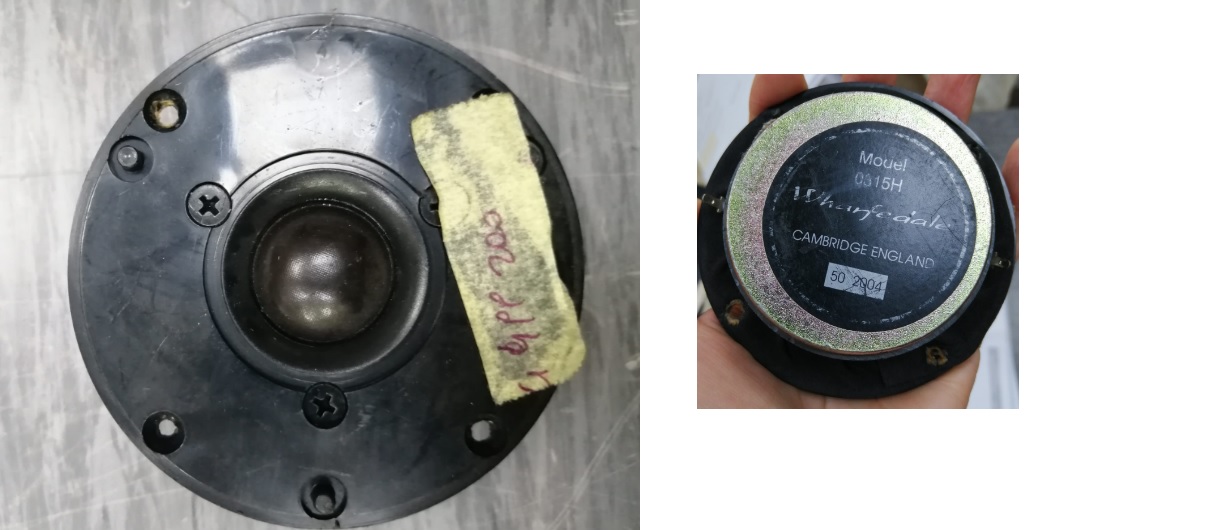 Model
0315H
Wharfedale
CAMBRIDGE ENGLAND
50 2004